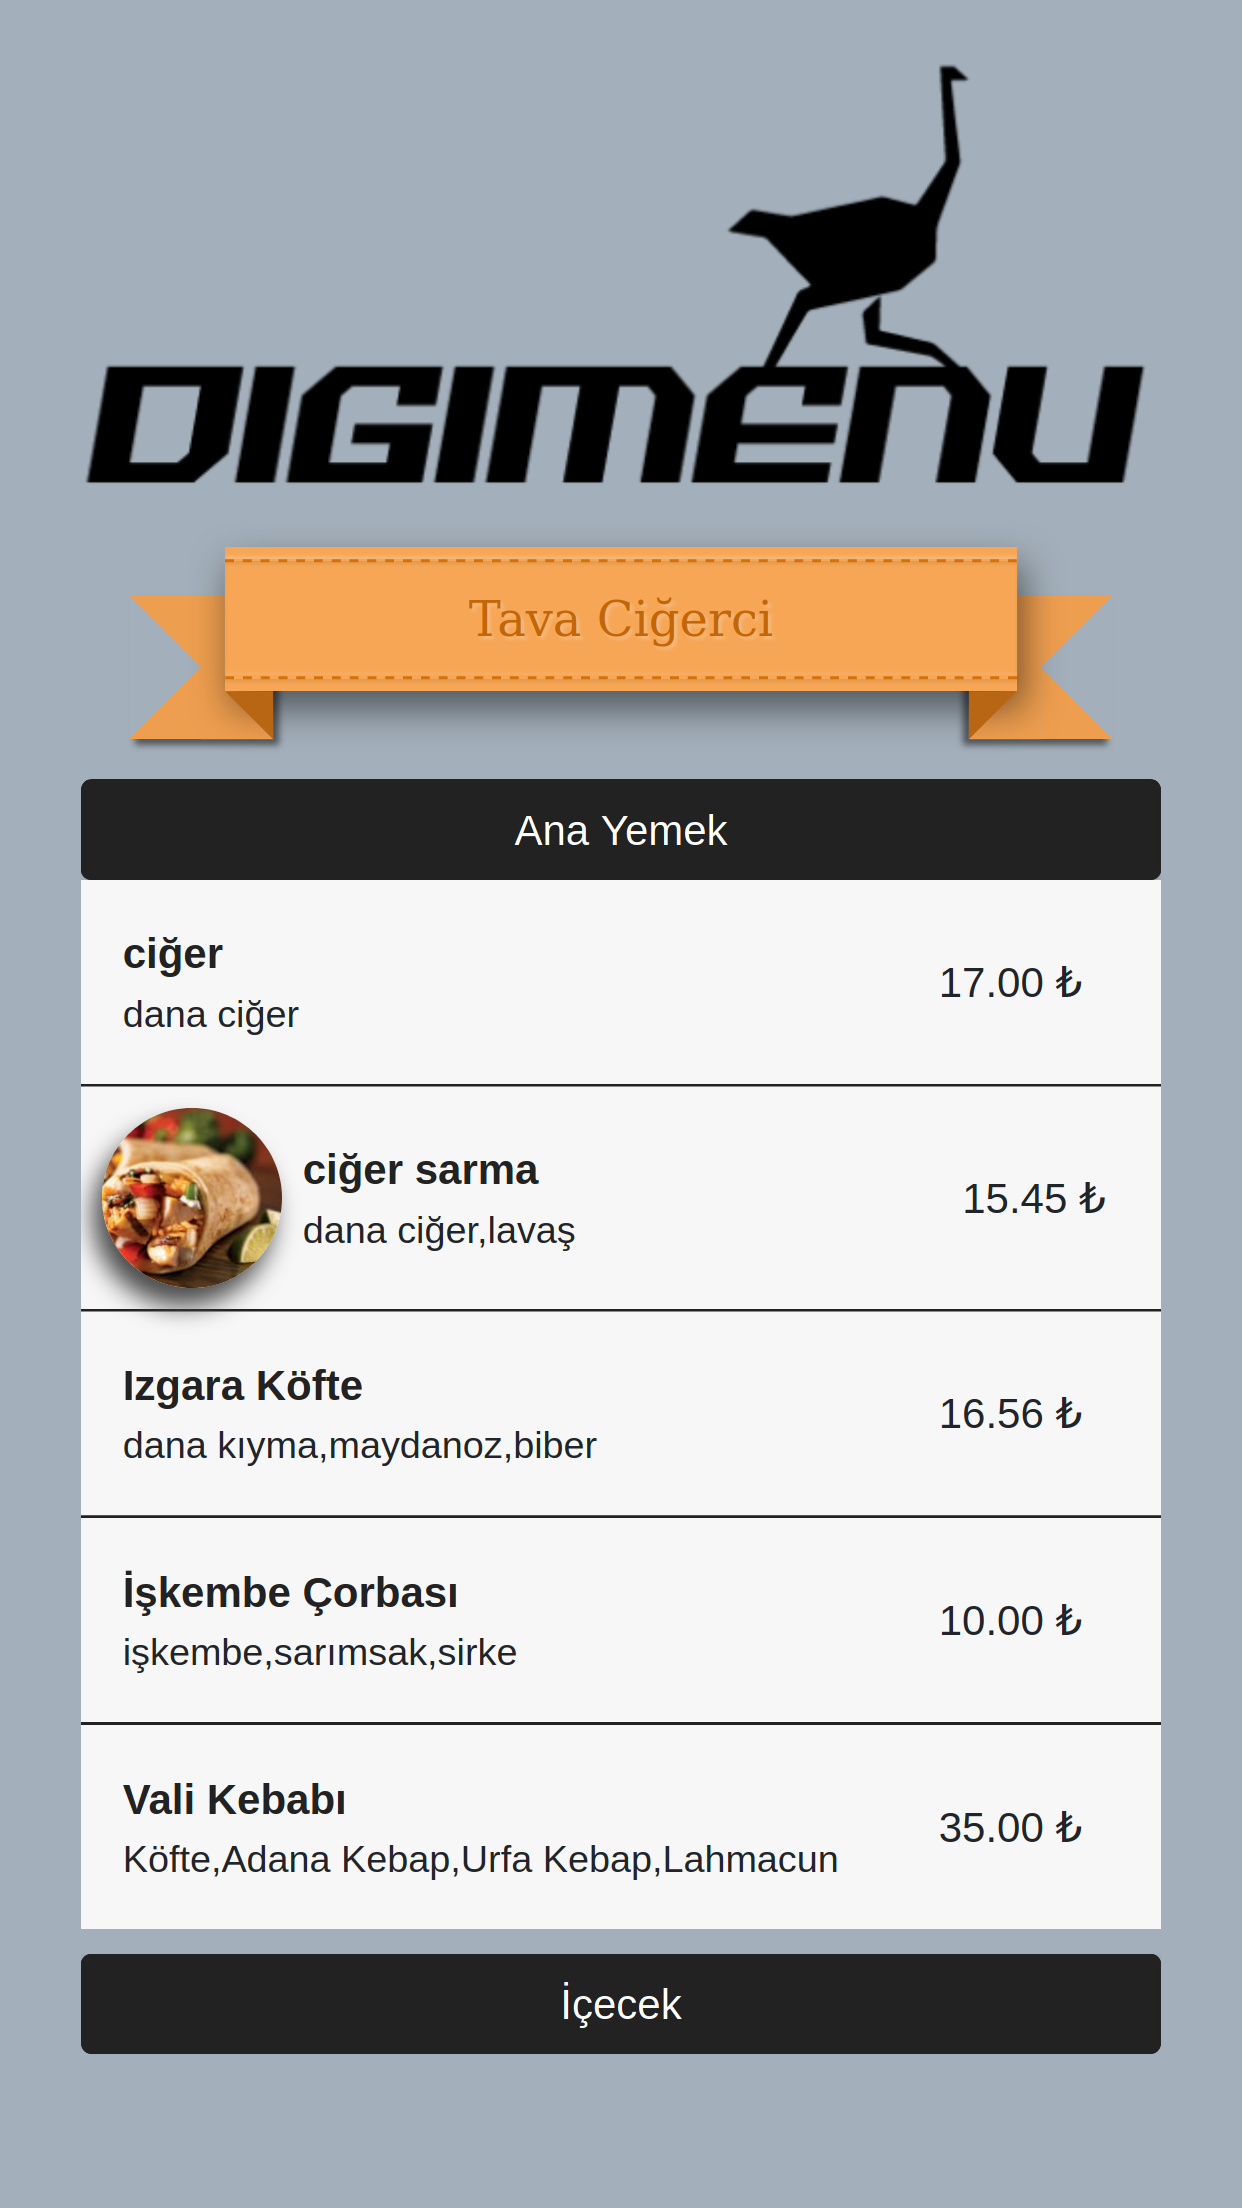 DIGIMENU
Tava Ciğerci
Ana Yemek
ciğer
dana ciğer
17.00 ₺
ciğer sarma
dana ciğer,lavaş
15.45 ₺
Izgara Köfte
dana kıyma,maydanoz,biber
16.56 ₺
İşkembe Çorbası
işkembe,sarımsak,sirke
10.00 ₺
Vali Kebabı
Köfte,Adana Kebap,Urfa Kebap,Lahmacun
35.00 ₺
İçecek